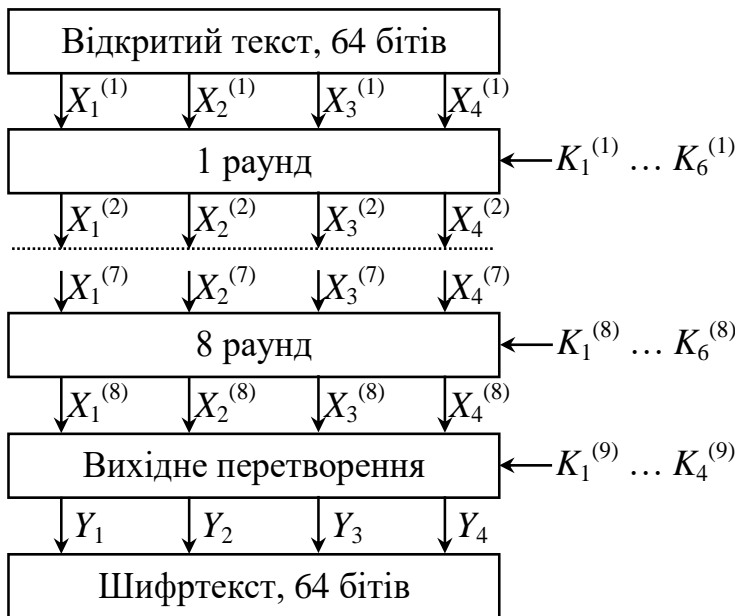 Відкритий текст, 64 бітів
X₁⁽¹⁾ X₂⁽¹⁾ X₃⁽¹⁾ X₄⁽¹⁾
1 раунд K₁⁽¹⁾ … K₆⁽¹⁾
X₁⁽²⁾ X₂⁽²⁾ X₃⁽²⁾ X₄⁽²⁾
X₁⁽⁷⁾ X₂⁽⁷⁾ X₃⁽⁷⁾ X₄⁽⁷⁾
8 раунд K₁⁽⁸⁾ … K₆⁽⁸⁾
X₁⁽⁸⁾ X₂⁽⁸⁾ X₃⁽⁸⁾ X₄⁽⁸⁾
Вихідне перетворення K₁⁽⁹⁾ … K₄⁽⁹⁾
Y₁ Y₂ Y₃ Y₄
Шифртекст, 64 бітів